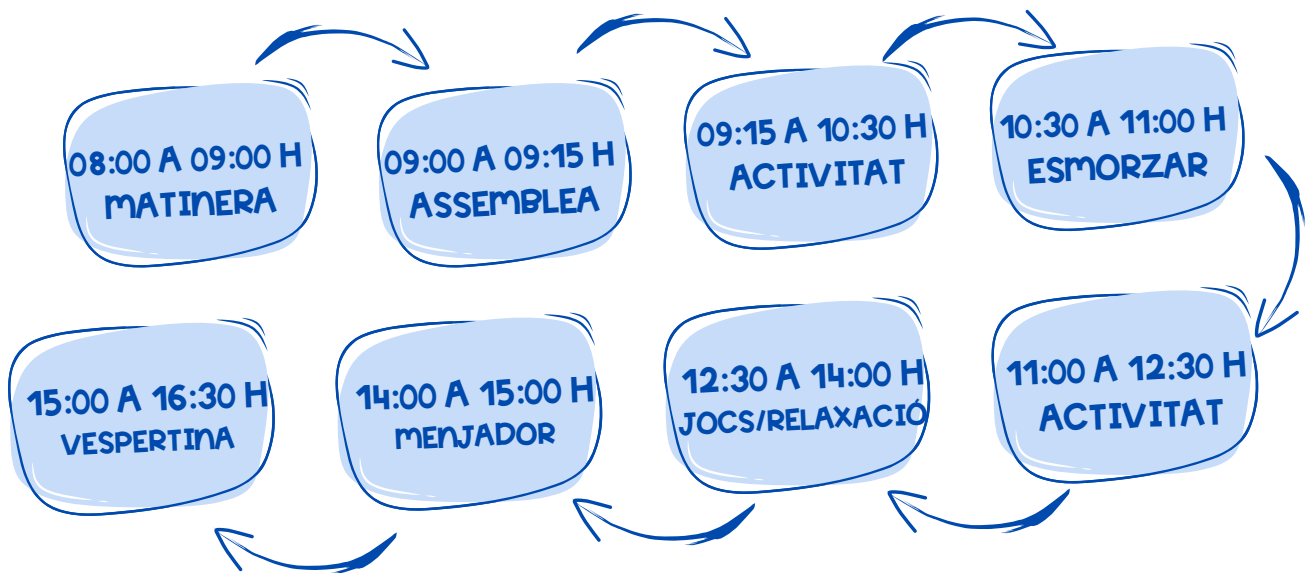 08:00 A 09:00 H
MATINERA
09:00 A 09:15 H
ASSEMBLEA
09:15 A 10:30 H
ACTIVITAT
10:30 A 11:00 H
ESMORZAR
11:00 A 12:30 H
ACTIVITAT
12:30 A 14:00 H
JOCS/RELAXACIÓ
14:00 A 15:00 H
MENJADOR
15:00 A 16:30 H
VESPERTINA